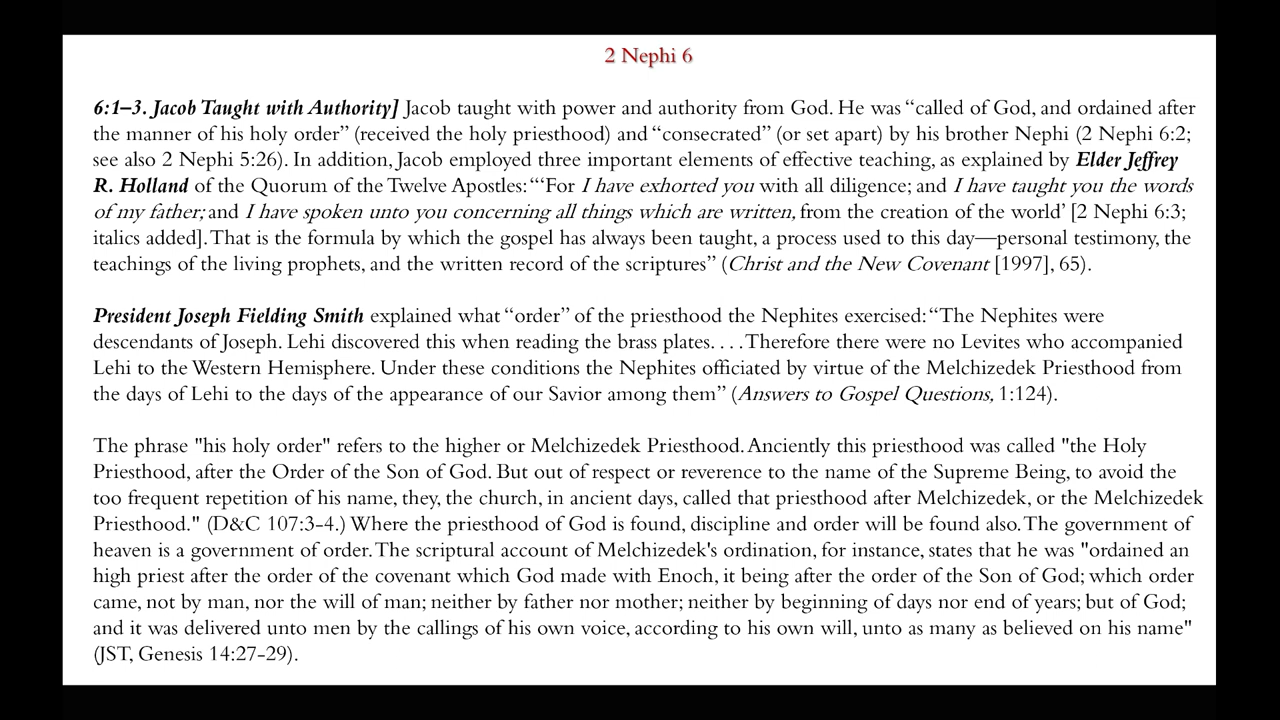 2 Nephi 6
6:1–3. Jacob Taught with Authority] Jacob taught with power and authority from God. He was “called of God, and ordained after
the manner of his holy order” (received the holy priesthood) and “consecrated” (or set apart) by his brother Nephi (2 Nephi 6:2;
see also 2 Nephi 5:26). In addition, Jacob employed three important elements of effective teaching, as explained by Elder Jeffrey
R. Holland of the Quorum of the Twelve Apostles: “‘For I have exhorted you with all diligence; and I have taught you the words
of my father; and I have spoken unto you concerning all things which are written, from the creation of the world’ [2 Nephi 6:3;
italics added]. That is the formula by which the gospel has always been taught, a process used to this day—personal testimony, the
teachings of the living prophets, and the written record of the scriptures” (Christ and the New Covenant [1997], 65).
President Joseph Fielding Smith explained what “order” of the priesthood the Nephites exercised: “The Nephites were
descendants of Joseph. Lehi discovered this when reading the brass plates. . . . Therefore there were no Levites who accompanied
Lehi to the Western Hemisphere. Under these conditions the Nephites officiated by virtue of the Melchizedek Priesthood from
the days of Lehi to the days of the appearance of our Savior among them” (Answers to Gospel Questions, 1:124).
The phrase "his holy order" refers to the higher or Melchizedek Priesthood. Anciently this priesthood was called "the Holy
Priesthood, after the Order of the Son of God. But out of respect or reverence to the name of the Supreme Being, to avoid the
too frequent repetition of his name, they, the church, in ancient days, called that priesthood after Melchizedek, or the Melchizedek
Priesthood." (D&C 107:3-4.) Where the priesthood of God is found, discipline and order will be found also. The government of
heaven is a government of order. The scriptural account of Melchizedek's ordination, for instance, states that he was "ordained an
high priest after the order of the covenant which God made with Enoch, it being after the order of the Son of God; which order
came, not by man, nor the will of man; neither by father nor mother; neither by beginning of days nor end of years; but of God;
and it was delivered unto men by the callings of his own voice, according to his own will, unto as many as believed on his name"
(JST, Genesis 14:27-29).